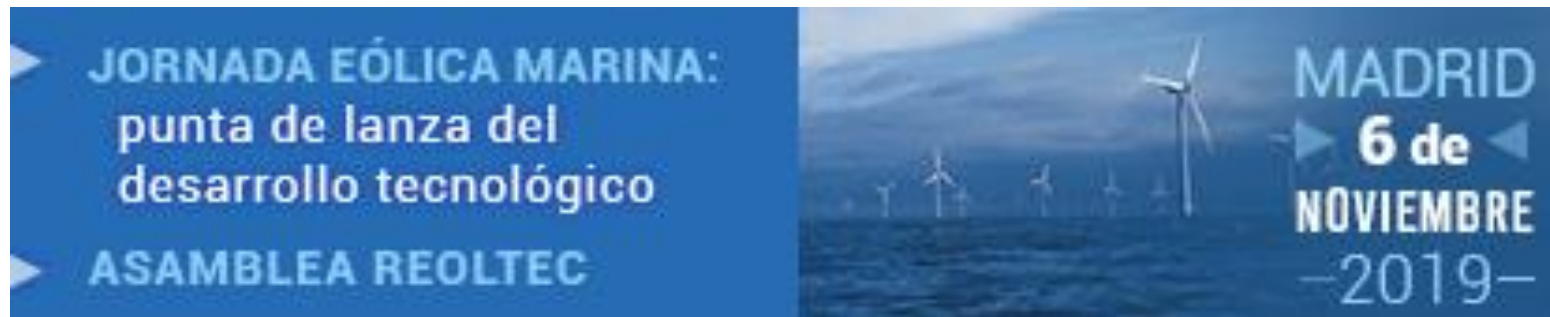 JORNADA EÓLICA MARINA:
punta de lanza del
desarrollo tecnológico
ASAMBLEA REOLTEC
MADRID
6 de
NOVIEMBRE
2019